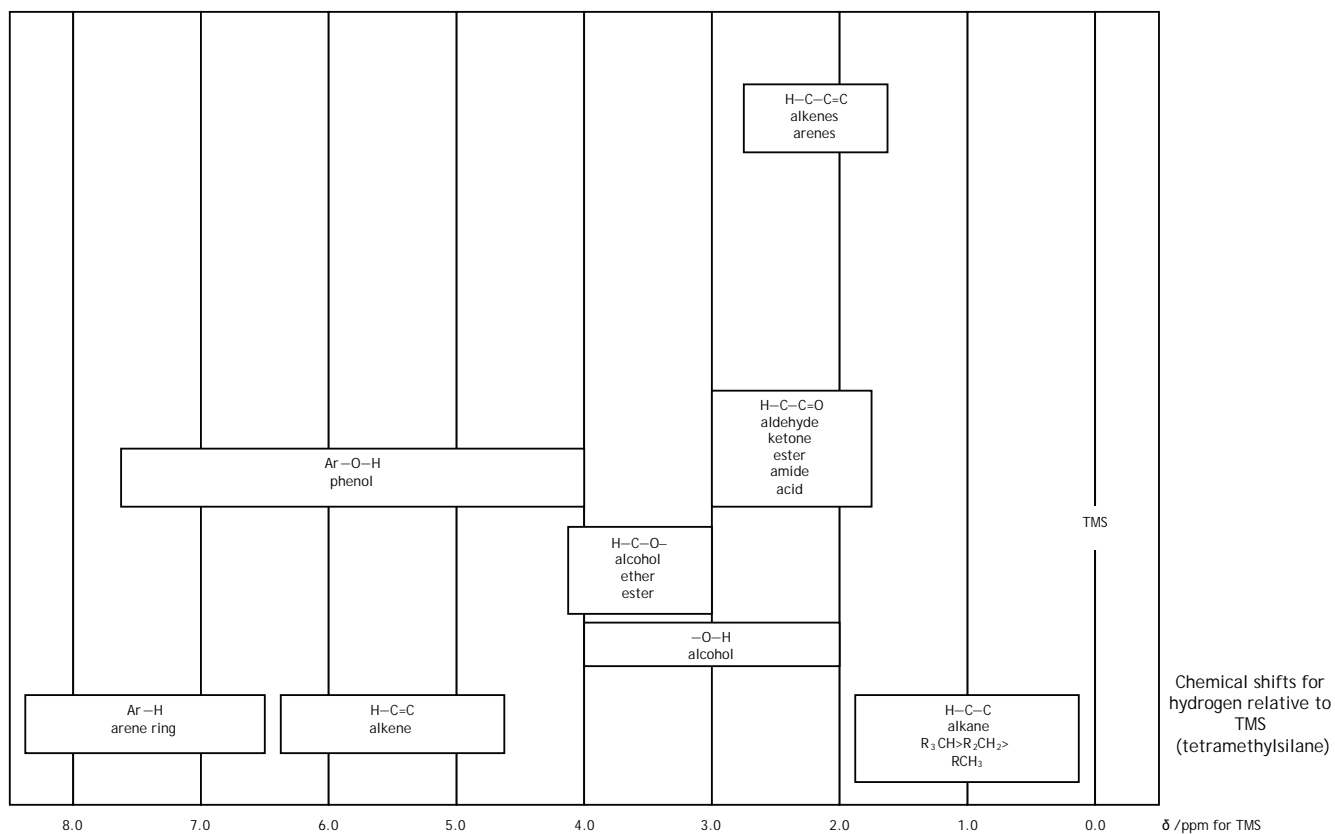 H–C–C=C
alkenes
arenes
H–C–C=O
aldehyde
ketone
ester
amide
acid
Ar–O–H
phenol
TMS
H–C–O–
alcohol
ether
ester
–O–H
alcohol
Ar–H
arene ring
H–C=C
alkene
H–C–C
alkane
R₃CH>R₂CH₂>
RCH₃
Chemical shifts for
hydrogen relative to
TMS
(tetramethylsilane)
8.0 7.0 6.0 5.0 4.0 3.0 2.0 1.0 0.0 δ /ppm for TMS